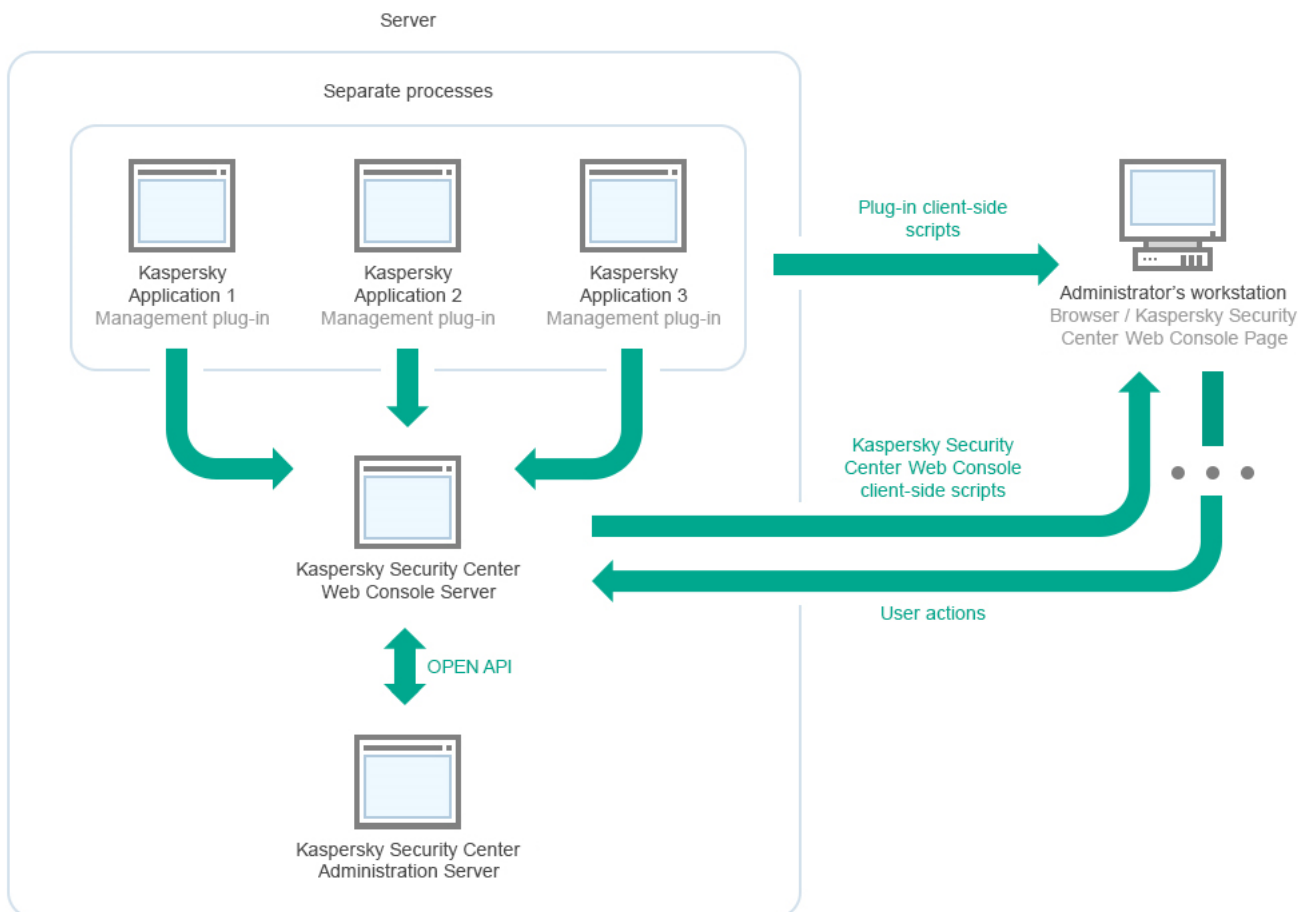 Server
Separate processes
Kaspersky
Application 1
Management plug-in
Kaspersky
Application 2
Management plug-in
Kaspersky
Application 3
Management plug-in
Plug-in client-side
scripts
Administrator's workstation
Browser / Kaspersky Security
Center Web Console Page
Kaspersky Security
Center Web Console
client-side scripts
Kaspersky Security Center
Web Console Server
User actions
OPEN API
Kaspersky Security Center
Administration Server